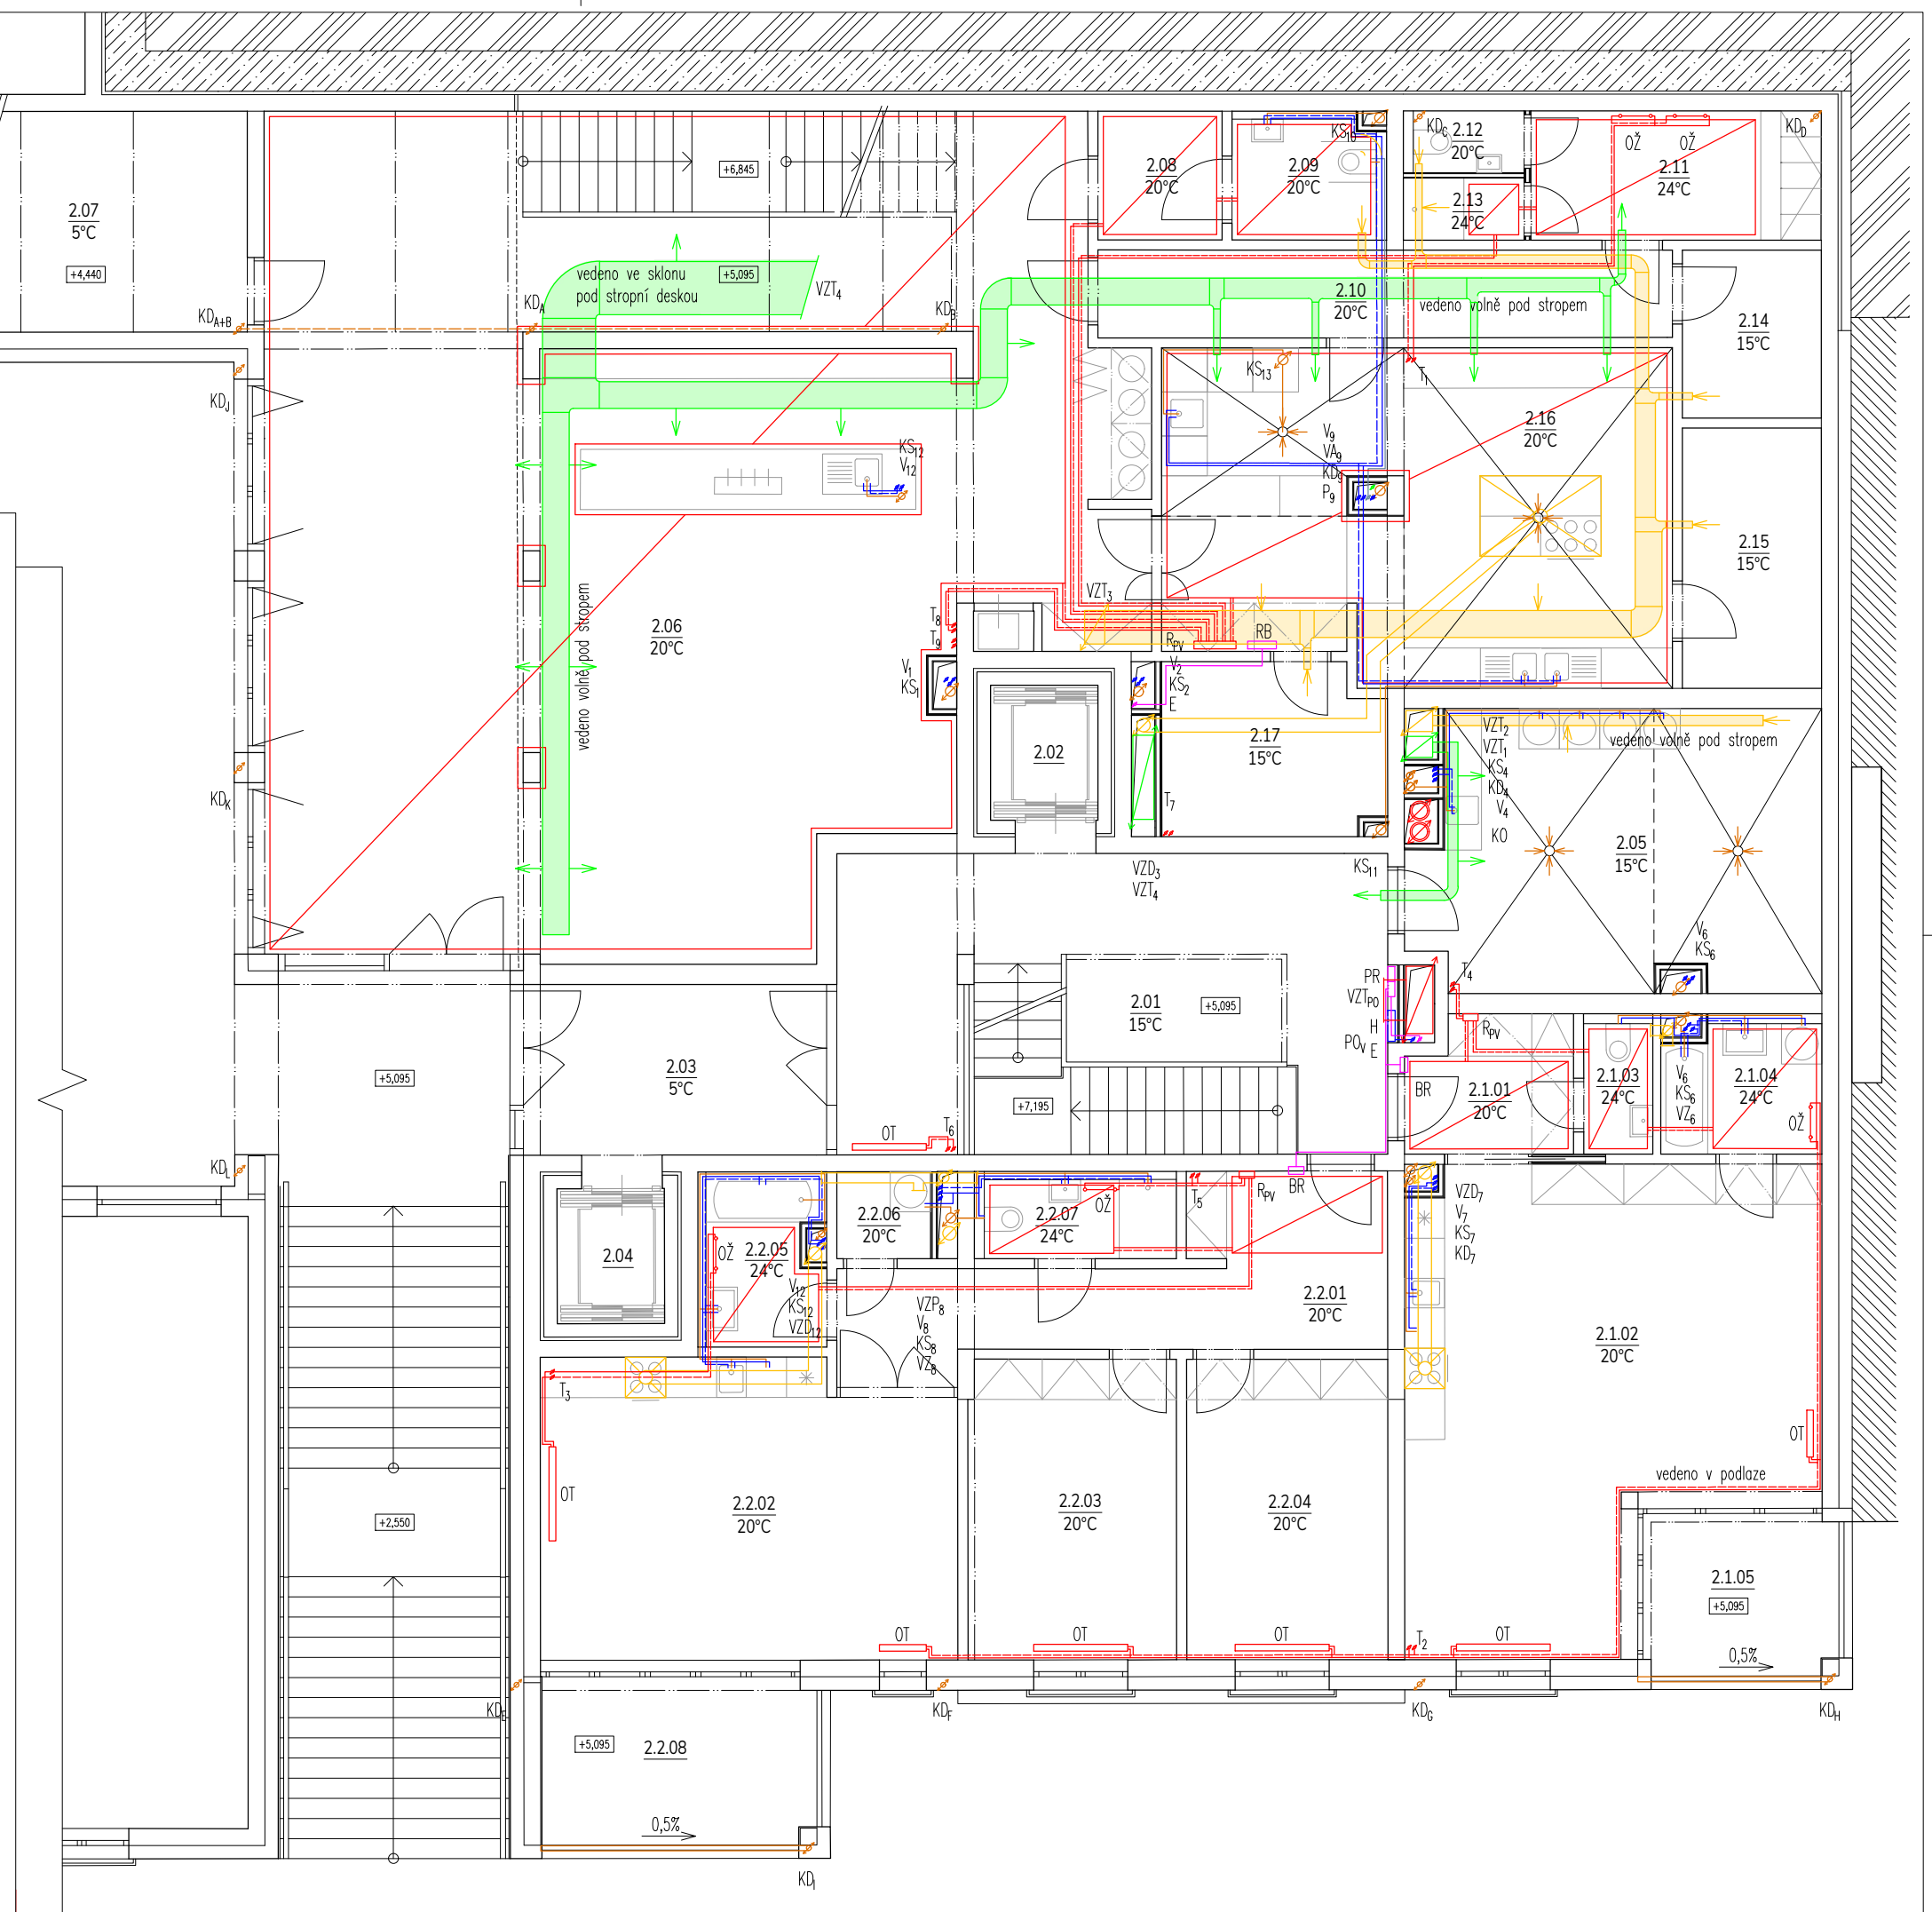 2.07
5°C
+4,440
+6,845
vedeno ve sklonu
pod stropní deskou
+5,095
VZT4
KDA+B
KDA
KDB
2.08
20°C
2.09
20°C
KS13
KDC
2.12
20°C
2.13
24°C
OŽ
OŽ
2.11
24°C
KDD
2.10
20°C
vedeno volně pod stropem
2.14
15°C
KDJ
KS13
T1
2.16
20°C
KS12
V12
V9
VA9
KD9
P9
2.15
15°C
vedeno volně pod stropem
2.06
20°C
VZT3
T8
T9
RPV
RB
V1
KS1
V2
KS2
E
2.02
2.17
15°C
T7
VZT2
VZT1
KS4
KD4
V4
KO
vedeno volně pod stropem
2.05
15°C
KDK
VZD3
VZT4
KS11
V6
KS6
2.01
15°C
+5,095
PR
VZTPO
H
POV
E
T4
RPV
2.03
5°C
+5,095
+7,195
BR
2.1.01
20°C
2.1.03
24°C
V6
KS6
VZ6
2.1.04
24°C
OŽ
OT
T6
KDL
2.04
OŽ
2.2.05
24°C
2.2.06
20°C
2.2.07
24°C
OŽ
T5
RPV
BR
VZD7
V7
KS7
KD7
V12
KS12
VZD12
VZP8
V8
KS8
VZ8
2.2.01
20°C
2.1.02
20°C
T3
OT
OT
vedeno v podlaze
2.2.02
20°C
2.2.03
20°C
2.2.04
20°C
+2,550
2.1.05
+5,095
0,5%
OT
OT
OT
T2
OT
KDE
KDF
KDG
KDH
+5,095
2.2.08
0,5%
KDI